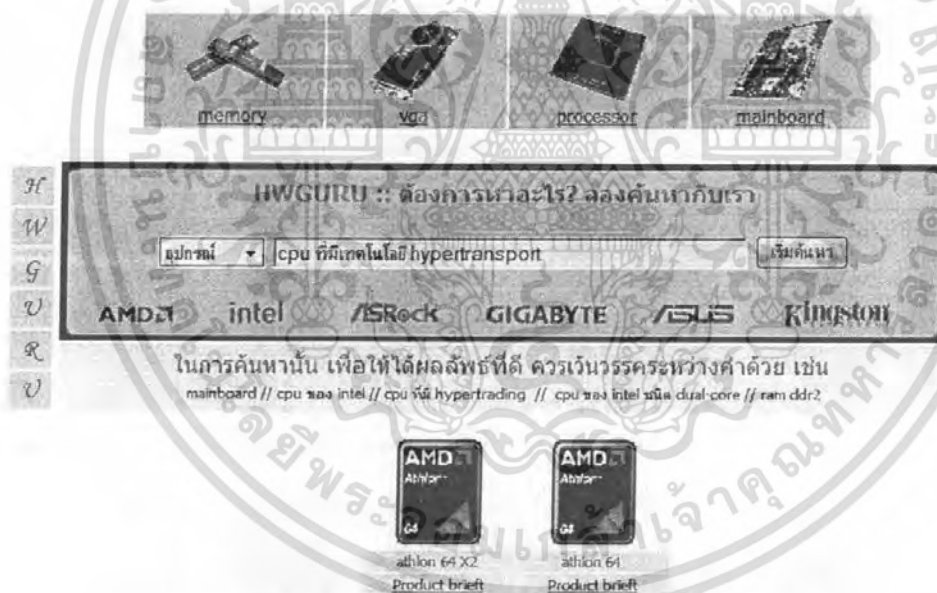 memory vga processor mainboard
H
W
G
U
R
U
HWGURU :: ต้องการหาอะไร? ลองค้นหากับเรา
อุปกรณ์ cpu ที่มีเทคโนโลยี hypertransport เริ่มค้นหา
AMD intel ASRock GIGABYTE ASUS Kingston
ในการค้นหานั้น เพื่อให้ได้ผลลัพธ์ที่ดี ควรเว้นวรรคระหว่างคำด้วย เช่น
mainboard // cpu ของ intel // cpu ที่มี hypertrading // cpu ของ intel ชนิด dual-core // ram ddr2
AMD AMD
Athlon Athlon
64 64
athlon 64 X2 athlon 64
Product brieft Product brieft